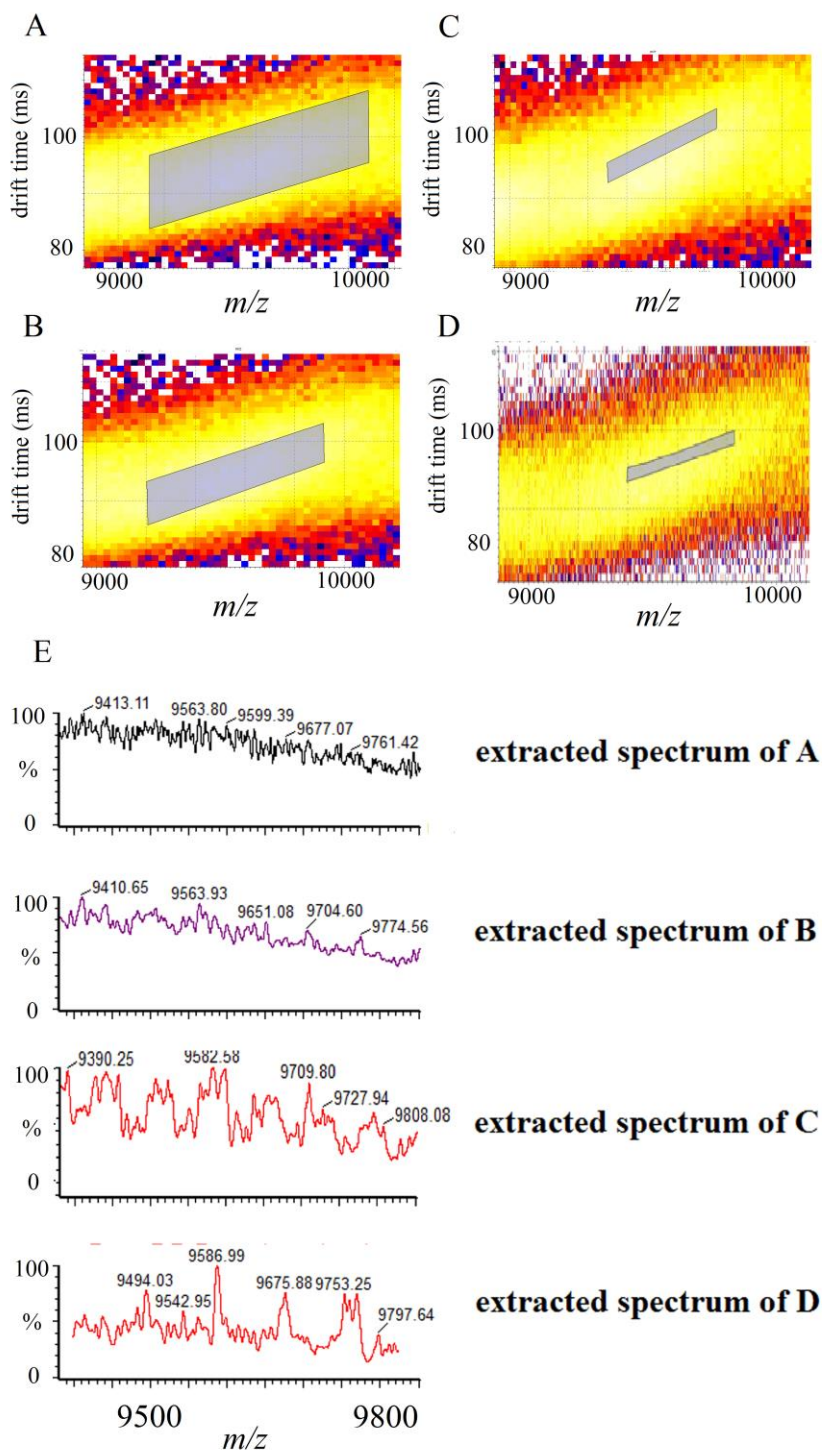 A
drift time (ms)
100
80
9000
10000
m/z
C
drift time (ms)
100
80
9000
10000
m/z
B
drift time (ms)
100
80
9000
10000
m/z
D
drift time (ms)
100
80
9000
10000
m/z
E
100
%
0
9413.11
9563.80
9599.39
9677.07
9761.42
extracted spectrum of A
100
%
0
9410.65
9563.93
9651.08
9704.60
9774.56
extracted spectrum of B
100
%
0
9390.25
9582.58
9709.80
9727.94
9808.08
extracted spectrum of C
100
%
0
9494.03
9542.95
9586.99
9675.88
9753.25
9797.64
extracted spectrum of D
9500
9800
m/z